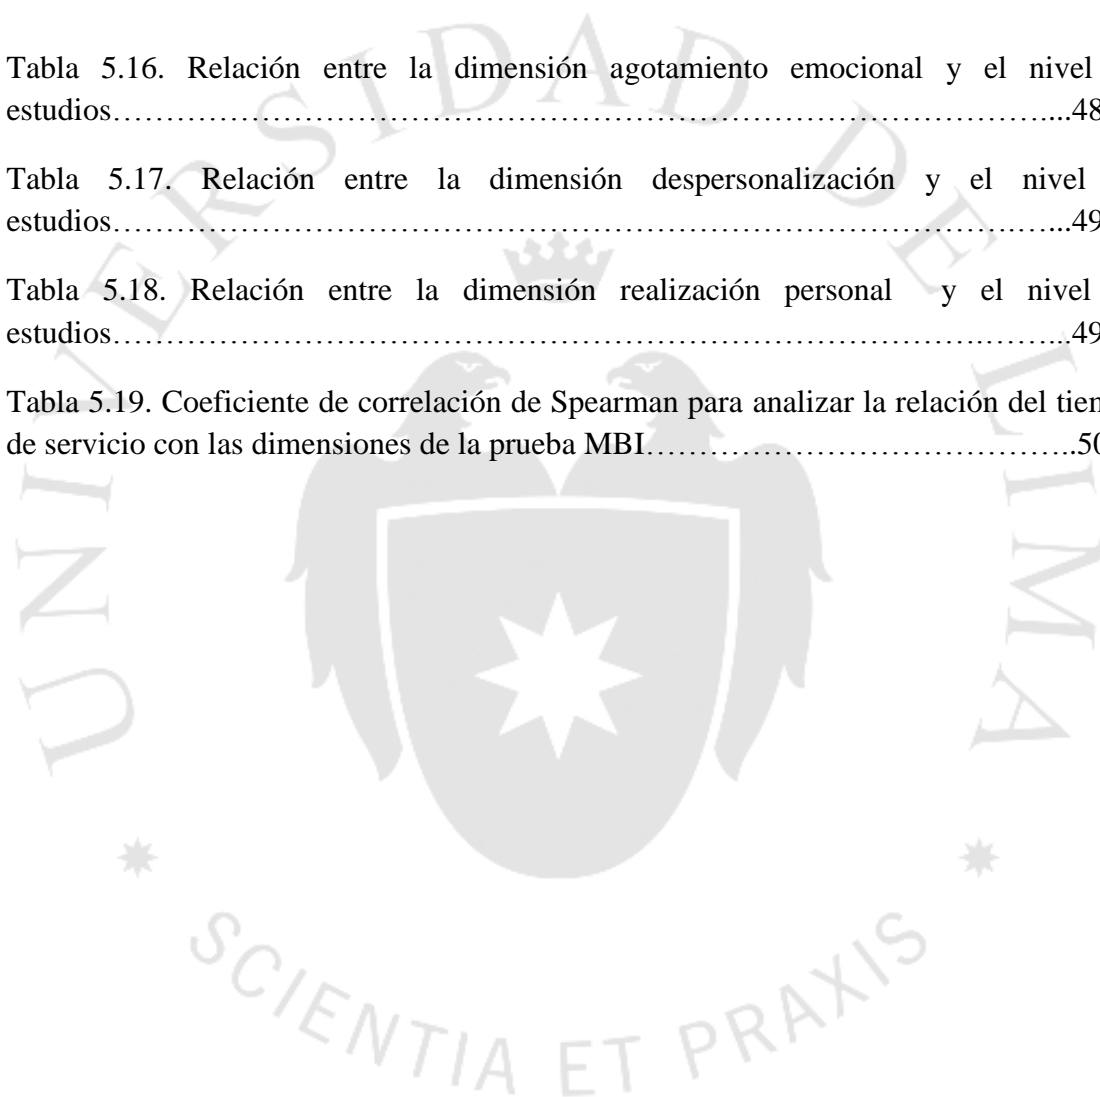 Tabla 5.16. Relación entre la dimensión agotamiento emocional y el nivel
estudios……………………………………………………………………………...48
Tabla 5.17. Relación entre la dimensión despersonalización y el nivel
estudios…………………………………………………………………………...49
Tabla 5.18. Relación entre la dimensión realización personal y el nivel
estudios…………………………………………………………………………...49
Tabla 5.19. Coeficiente de correlación de Spearman para analizar la relación del
de servicio con las dimensiones de la prueba MBI…………………………………..50
UNIVERSIDAD DE LIMA
SCIENTIA ET PRAXIS